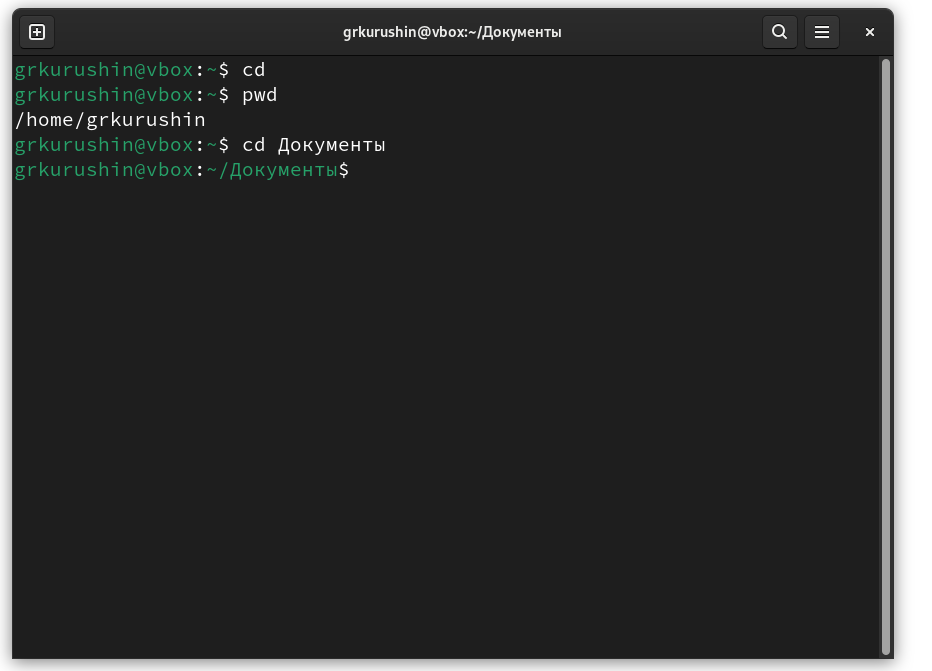 grkurushin@vbox:~/Документы
grkurushin@vbox:~$ cd
grkurushin@vbox:~$ pwd
/home/grkurushin
grkurushin@vbox:~$ cd Документы
grkurushin@vbox:~/Документы$